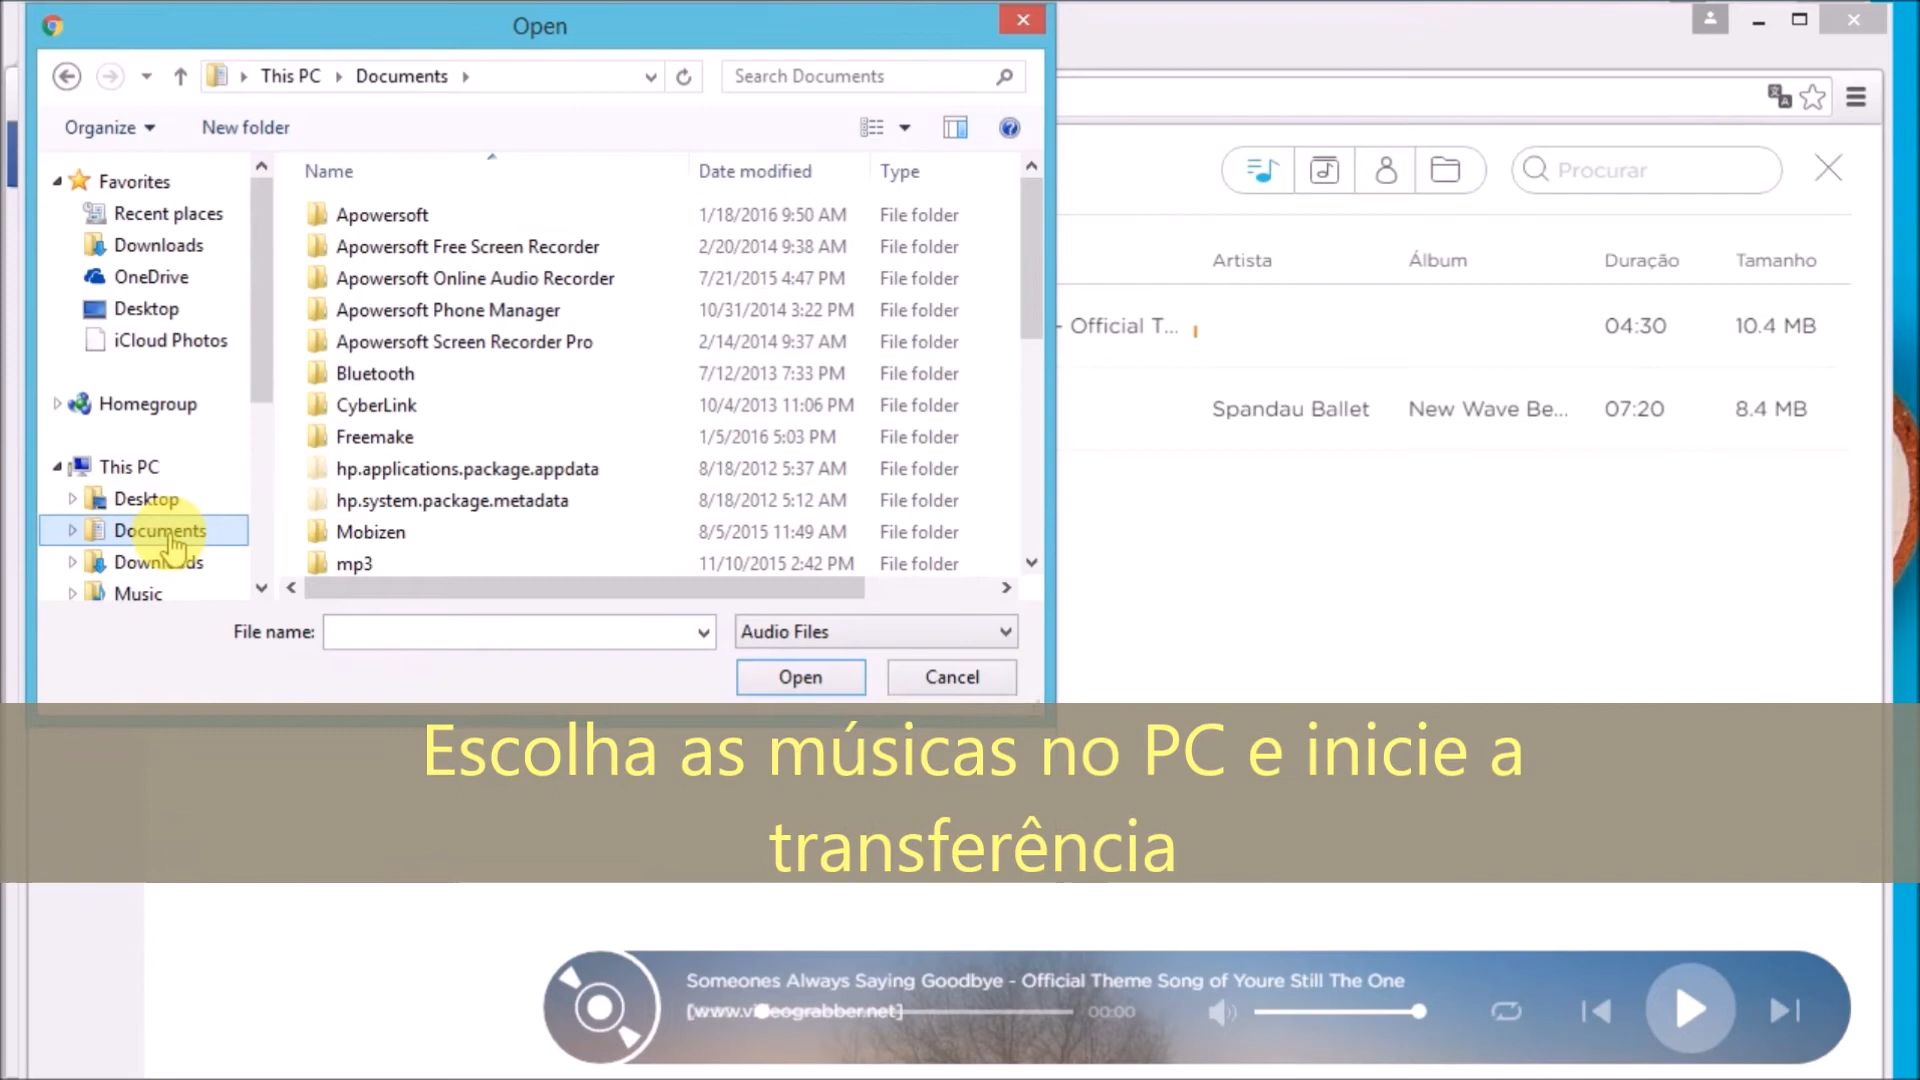 Open
This PC Documents
Search Documents
Organize
New folder
Favorites
Recent places
Downloads
OneDrive
Desktop
iCloud Photos
Homegroup
This PC
Desktop
Documents
Downloads
Music
Name Date modified Type
Apowersoft 1/18/2016 9:50 AM File folder
Apowersoft Free Screen Recorder 2/20/2014 9:38 AM File folder
Apowersoft Online Audio Recorder 7/21/2015 4:47 PM File folder
Apowersoft Phone Manager 10/31/2014 3:22 PM File folder
Apowersoft Screen Recorder Pro 2/14/2014 9:37 AM File folder
Bluetooth 7/12/2013 7:33 PM File folder
CyberLink 10/4/2013 11:06 PM File folder
Freemake 1/5/2016 5:03 PM File folder
hp.applications.package.appdata 8/18/2012 5:37 AM File folder
hp.system.package.metadata 8/18/2012 5:12 AM File folder
Mobizen 8/5/2015 11:49 AM File folder
mp3 11/10/2015 2:42 PM File folder
File name:
Audio Files
Open
Cancel
Procurar
Artista Álbum Duração Tamanho
- Official T... 04:30 10.4 MB
Spandau Ballet New Wave Be... 07:20 8.4 MB
Escolha as músicas no PC e inicie a
transferência
Someones Always Saying Goodbye - Official Theme Song of Youre Still The One
[www.videograbber.net] 00:00